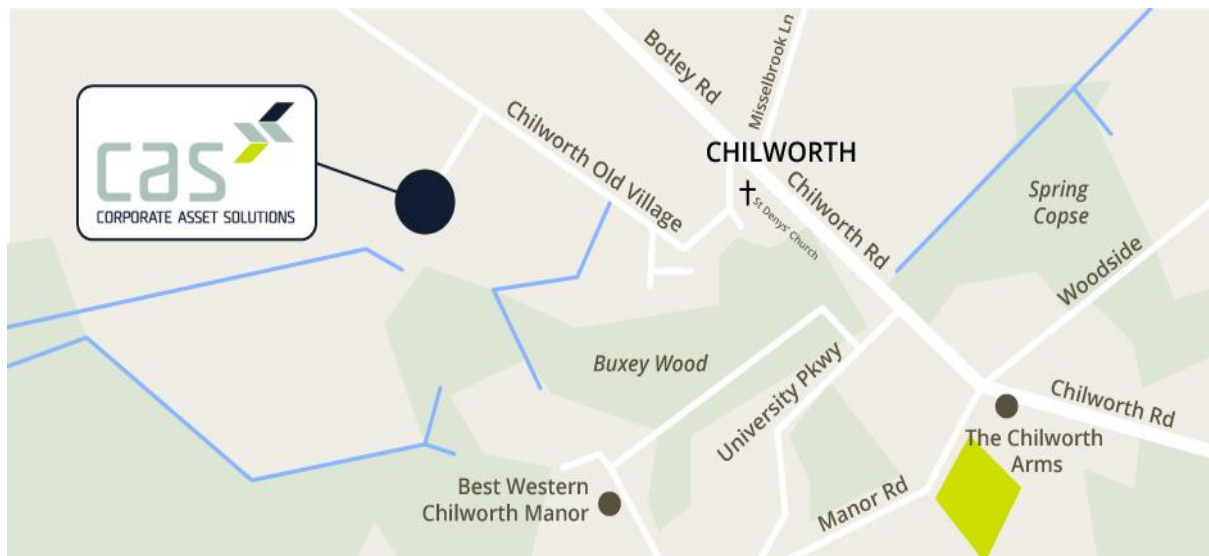 Botley Rd
Misselbrook Ln
cas
CORPORATE ASSET SOLUTIONS
Chilworth Old Village
CHILWORTH
St Denys' Church
Chilworth Rd
Spring
Copse
Woodside
Buxey Wood
University Pkwy
Chilworth Rd
The Chilworth
Arms
Best Western
Chilworth Manor
Manor Rd